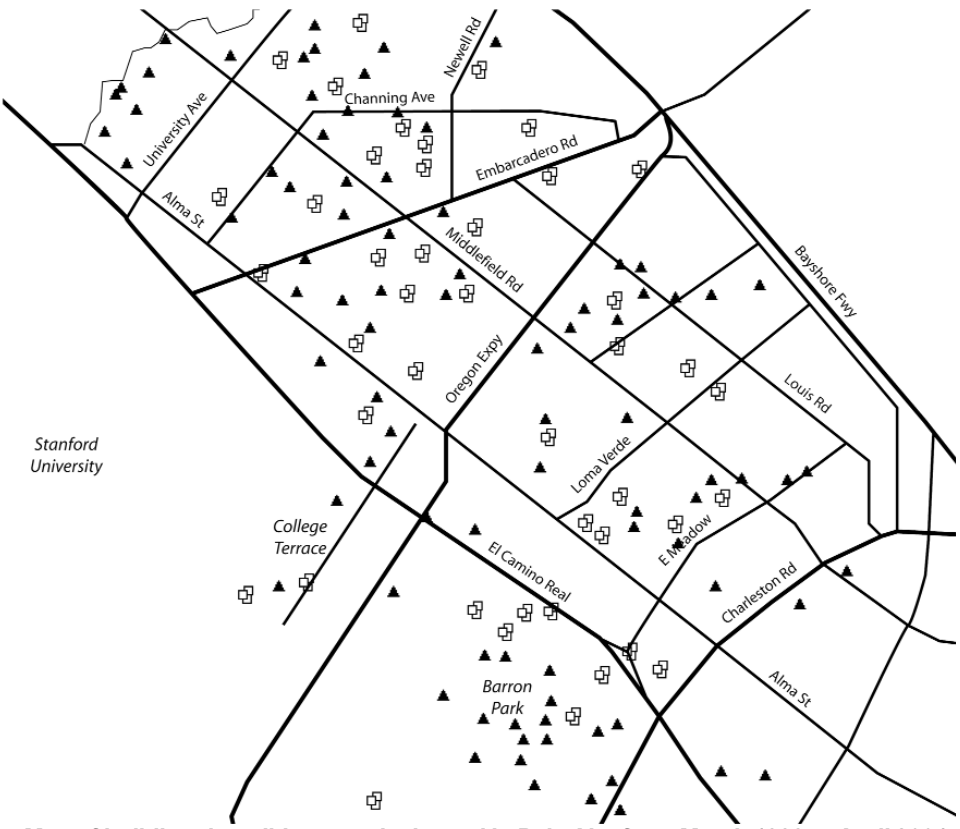 Newell Rd
Channing Ave
University Ave
Embarcadero Rd
Alma St
Middlefield Rd
Bayshore Fwy
Oregon Expy
Louis Rd
Stanford
University
Loma Verde
College
Terrace
E Meadow
El Camino Real
Charleston Rd
Barron
Park
Alma St